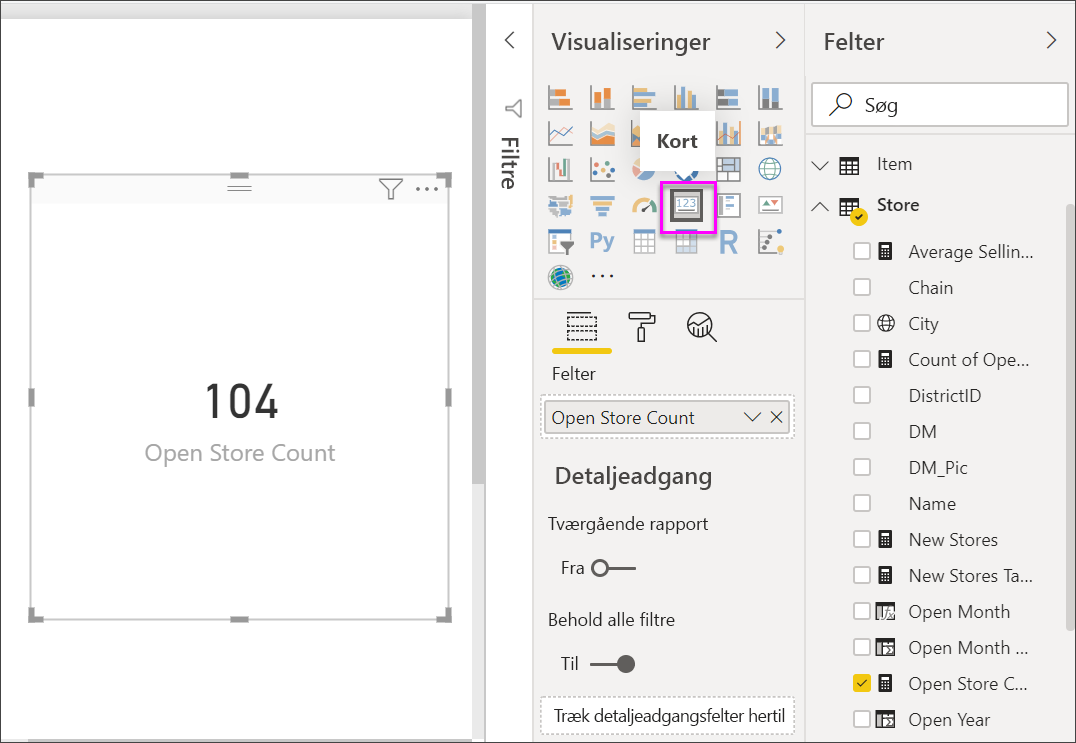 104
Open Store Count
Filtre
Visualiseringer
Kort
123
Py
R
Felter
Open Store Count
Detaljeadgang
Tværgående rapport
Fra
Behold alle filtre
Til
Træk detaljeadgangsfelter hertil
Felter
Søg
Item
Store
Average Sellin...
Chain
City
Count of Ope...
DistrictID
DM
DM_Pic
Name
New Stores
New Stores Ta...
Open Month
Open Month ...
Open Store C...
Open Year